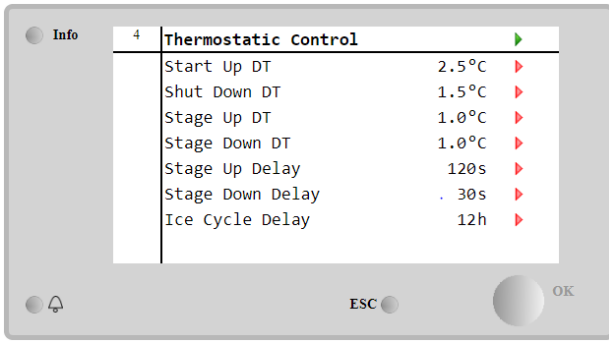 Info
4 Thermostatic Control
Start Up DT 2.5°C
Shut Down DT 1.5°C
Stage Up DT 1.0°C
Stage Down DT 1.0°C
Stage Up Delay 120s
Stage Down Delay . 30s
Ice Cycle Delay 12h
ESC
OK